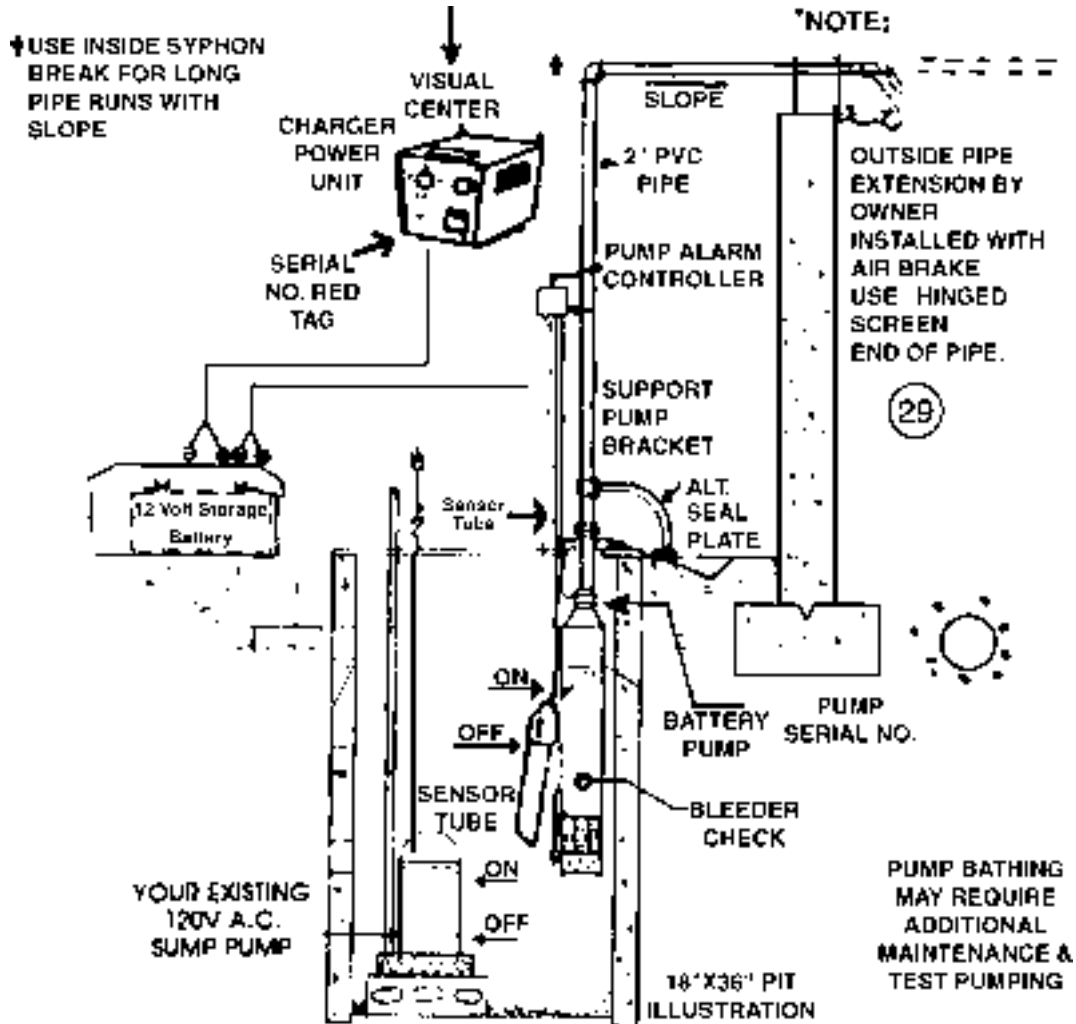 ǂUSE INSIDE SYPHON
BREAK FOR LONG
PIPE RUNS WITH
SLOPE
VISUAL
CENTER
CHARGER
POWER
UNIT
SERIAL
NO. RED
TAG
"NOTE;
SLOPE
2" PVC
PIPE
PUMP ALARM
CONTROLLER
OUTSIDE PIPE
EXTENSION BY
OWNER
INSTALLED WITH
AIR BRAKE
USE HINGED
SCREEN
END OF PIPE.
29
SUPPORT
PUMP
BRACKET
12 Volt Storage
Battery
Sensor
Tube
ALT.
SEAL
PLATE
ON
OFF
BATTERY
PUMP
PUMP
SERIAL NO.
SENSOR
TUBE
BLEEDER
CHECK
ON
OFF
YOUR EXISTING
120V A.C.
SUMP PUMP
18"X36" PIT
ILLUSTRATION
PUMP BATHING
MAY REQUIRE
ADDITIONAL
MAINTENANCE &
TEST PUMPING